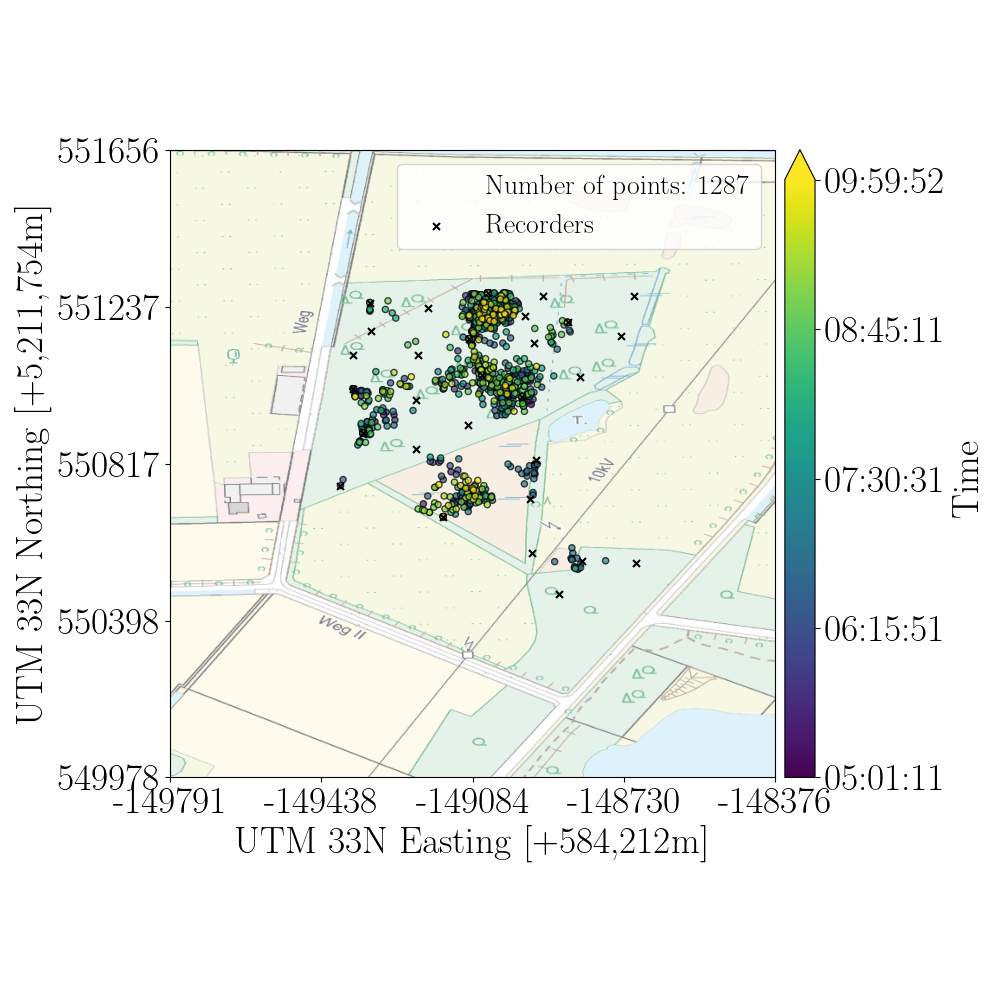 551656
551237
550817
550398
549978
UTM 33N Northing [+5,211,754m]
Number of points: 1287
Recorders
Weg
10kV
T.
Weg II
-149791
-149438
-149084
-148730
-148376
UTM 33N Easting [+584,212m]
09:59:52
08:45:11
07:30:31
06:15:51
05:01:11
Time